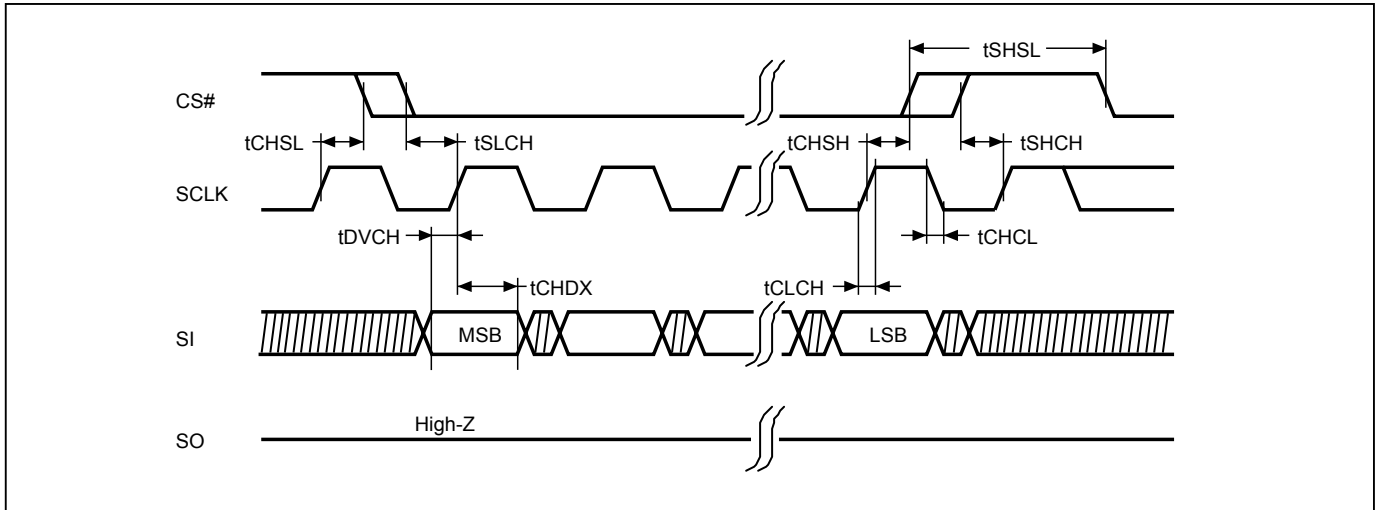 tSHSL
CS#
tCHSL
tSLCH
tCHSH
tSHCH
SCLK
tDVCH
tCHCL
tCHDX
tCLCH
SI
MSB
LSB
High-Z
SO